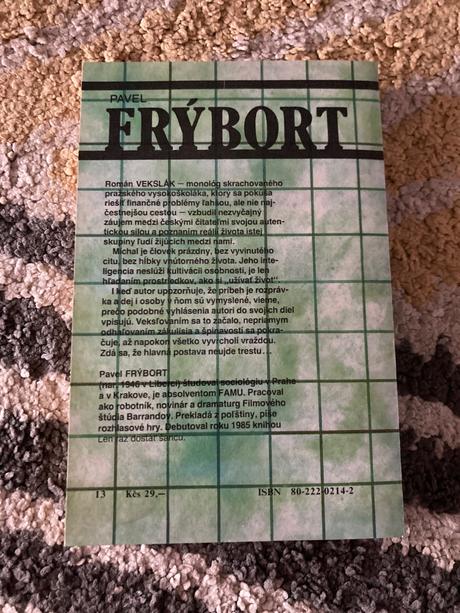 PAVEL
FRÝBORT
Román VEKSLÁK — monológ skrachovaného
pražského vysokoškoláka, ktorý sa pokúša
riešiť finančné problémy ľahšou, ale nie naj-
čestnejšou cestou — vzbudil nezvyčajný
záujem medzi českými čitateľmi svojou auten-
tickou silou a poznaním reálií života istej
skupiny ľudí žijúcich medzi nami.
Michal je človek prázdny, bez vyvinutého
citu, bez hĺbky vnútorného života. Jeho inte-
ligencia neslúži kultivácii osobnosti, je len
hľadaním prostriedkov, ako si „užívať život".
I keď autor upozorňuje, že príbeh je rozpráv-
ka a dej i osoby v ňom sú vymyslené, vieme,
prečo podobné vyhlásenia autori do svojich diel
vpisujú. Veksľovaním sa to začalo, nepriamym
odhaľovaním zákulisia a špinavostí sa pokra-
čuje, až napokon všetko vyvrcholí vraždou.
Zdá sa, že hlavná postava neujde trestu...
Pavel FRÝBORT
(nar. 1946 v Liberci) študoval sociológiu v Prahe
a v Krakove, je absolventom FAMU. Pracoval
ako robotník, novinár a dramaturg Filmového
štúdia Barrandov. Prekladá z poľštiny, píše
rozhlasové hry. Debutoval roku 1985 knihou
Len raz dostať šancu.
13 Kčs 29,— ISBN 80-222-0214-2